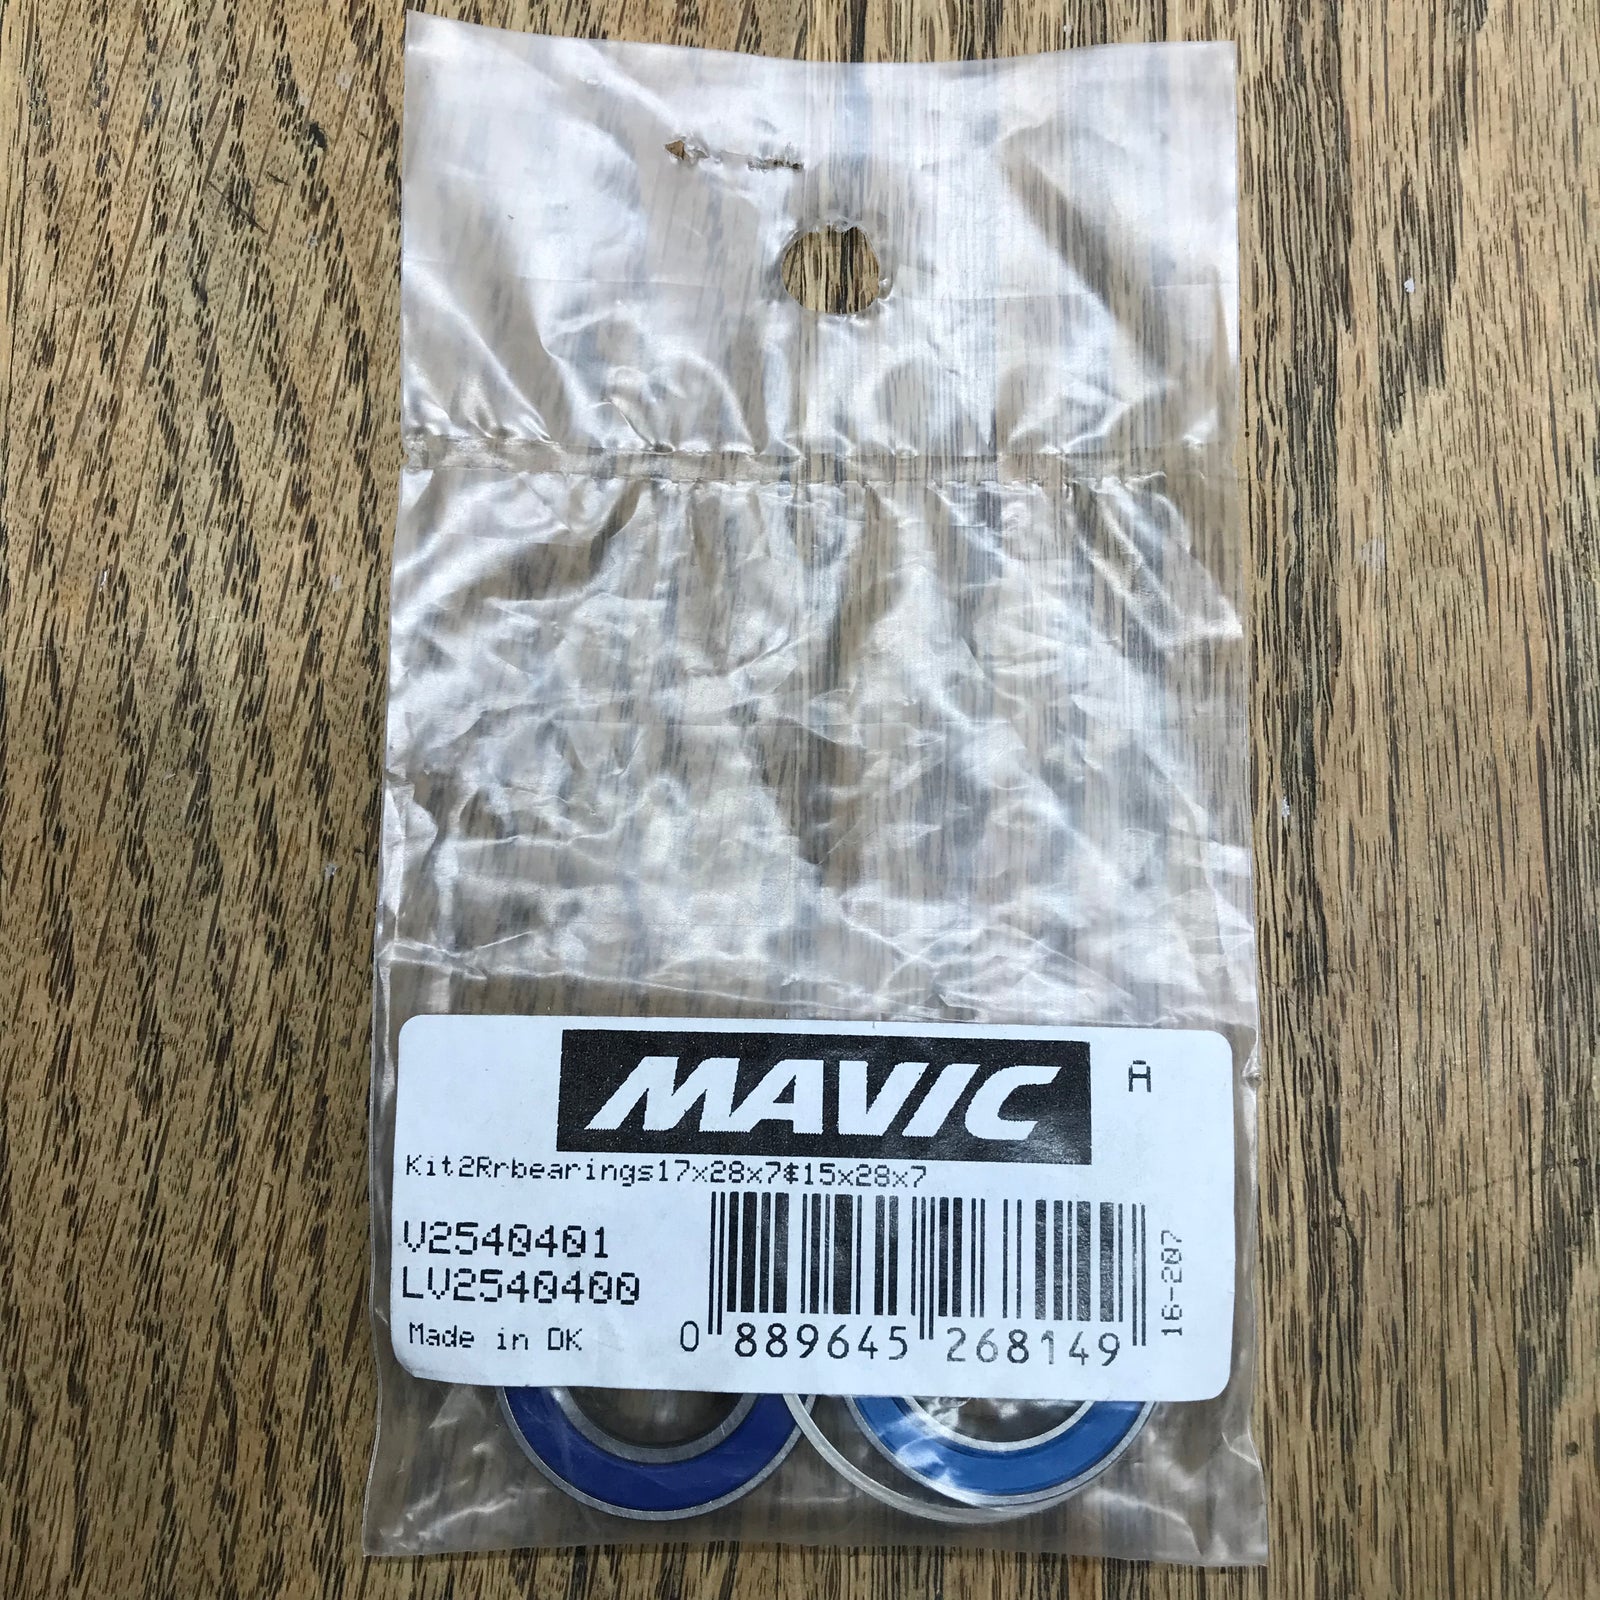 MAVIC
A
Kit2Rrbearings17x28x7&15x28x7
V2540401
LV2540400
Made in DK
0 889645 268149
16-207